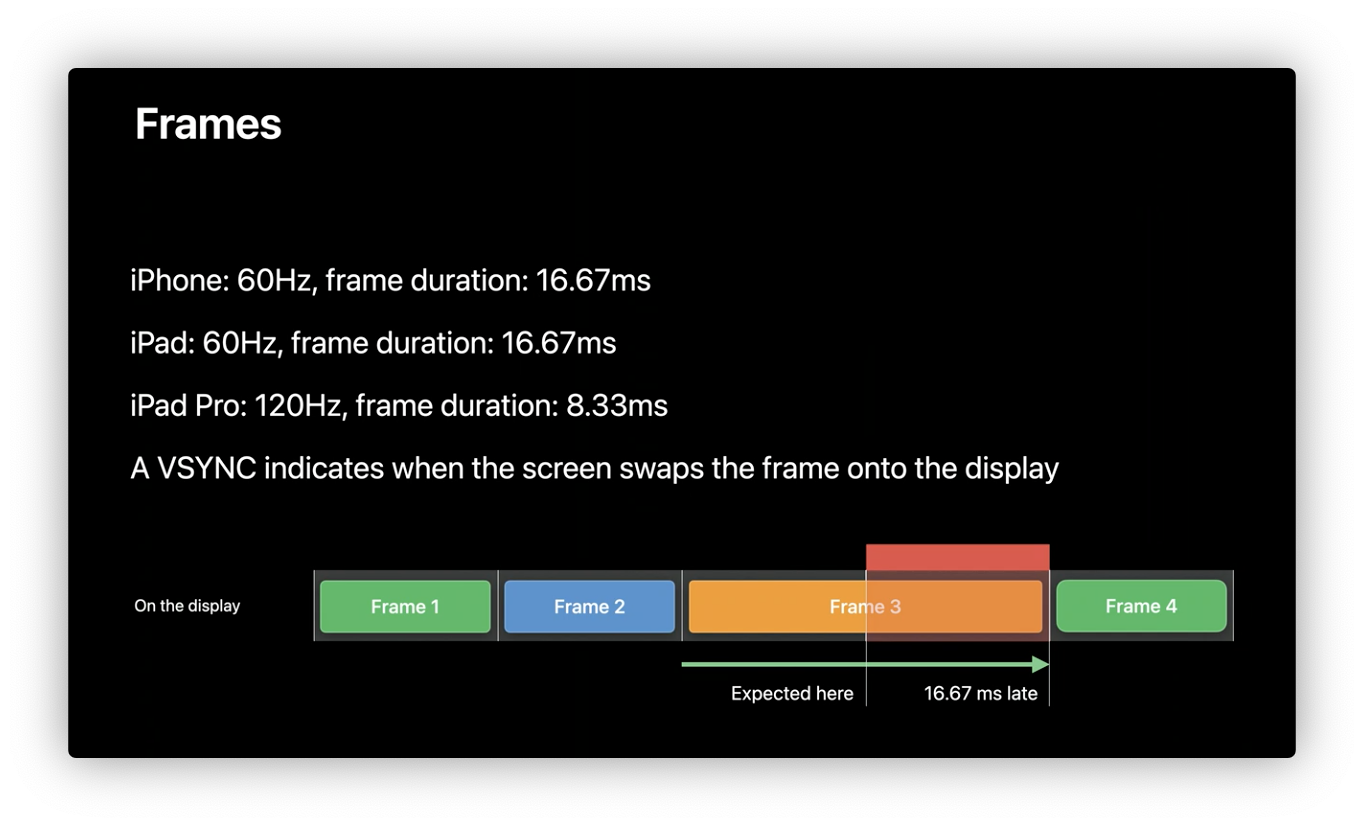 Frames
iPhone: 60Hz, frame duration: 16.67ms
iPad: 60Hz, frame duration: 16.67ms
iPad Pro: 120Hz, frame duration: 8.33ms
A VSYNC indicates when the screen swaps the frame onto the display
On the display
Frame 1
Frame 2
Frame 3
Frame 4
Expected here
16.67 ms late